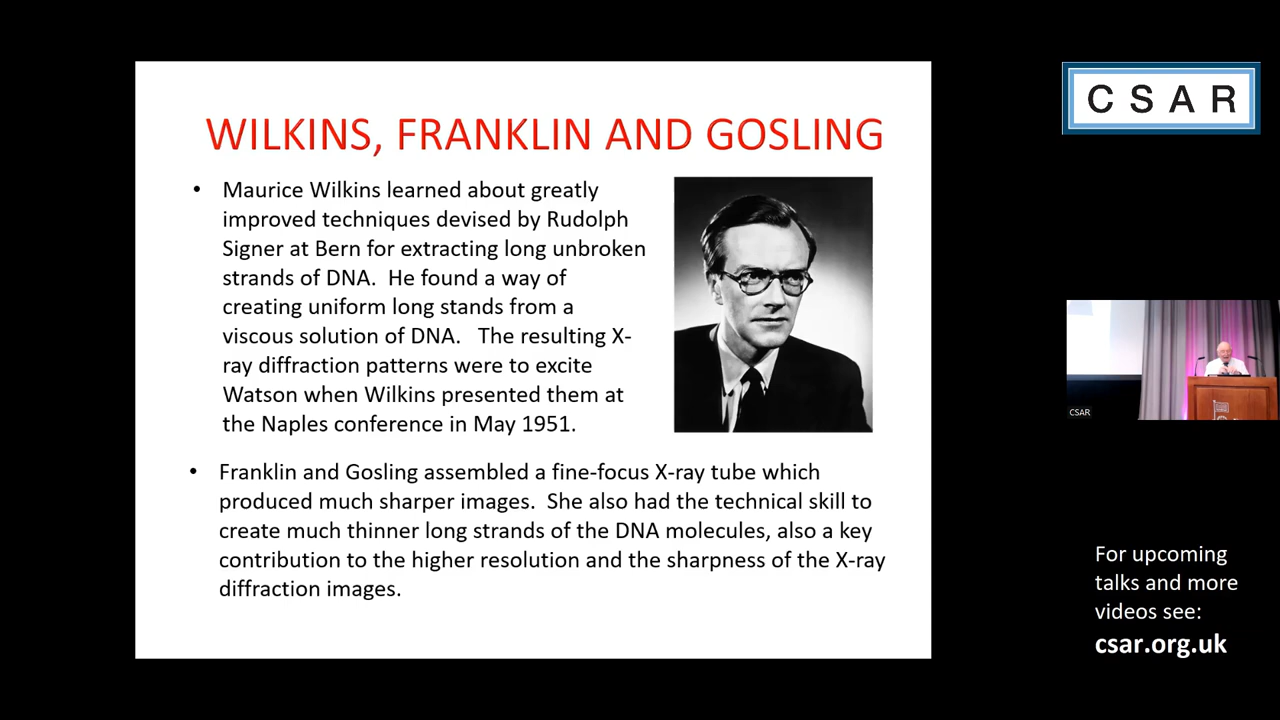 WILKINS, FRANKLIN AND GOSLING
• Maurice Wilkins learned about greatly
improved techniques devised by Rudolph
Signer at Bern for extracting long unbroken
strands of DNA. He found a way of
creating uniform long stands from a
viscous solution of DNA. The resulting X-
ray diffraction patterns were to excite
Watson when Wilkins presented them at
the Naples conference in May 1951.
• Franklin and Gosling assembled a fine-focus X-ray tube which
produced much sharper images. She also had the technical skill to
create much thinner long strands of the DNA molecules, also a key
contribution to the higher resolution and the sharpness of the X-ray
diffraction images.
CSAR
CSAR
For upcoming
talks and more
videos see:
csar.org.uk